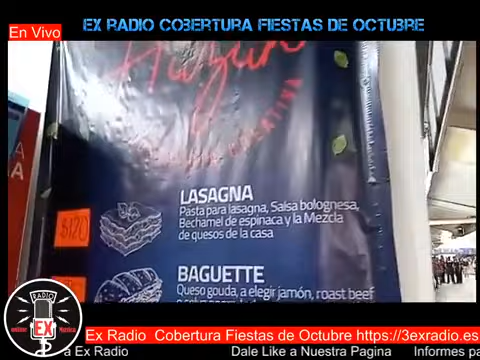 EX RADIO COBERTURA FIESTAS DE OCTUBRE
En Vivo
LASAGNA
Pasta para lasagna, Salsa bolognesa,
Bechamel de espinaca y la Mezcla
de quesos de la casa
$120
BAGUETTE
Queso gouda, a elegir jamón, roast beef
RADIO
EX
Ex Radio Cobertura Fiestas de Octubre https://3exradio.es
a Ex Radio Dale Like a Nuestra Pagina Informes pa